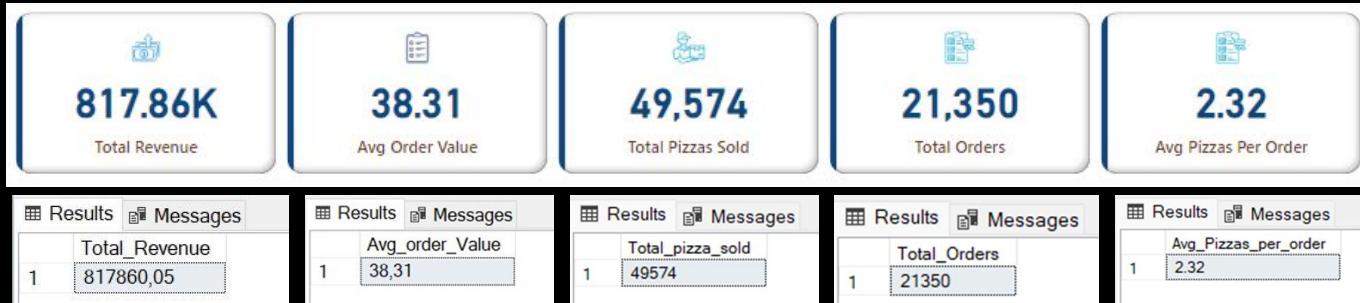 817.86K
Total Revenue
38.31
Avg Order Value
49,574
Total Pizzas Sold
21,350
Total Orders
2.32
Avg Pizzas Per Order
Results Messages
Total_Revenue
1 817860,05
Results Messages
Avg_order_Value
1 38,31
Results Messages
Total_pizza_sold
1 49574
Results Messages
Total_Orders
1 21350
Results Messages
Avg_Pizzas_per_order
1 2.32